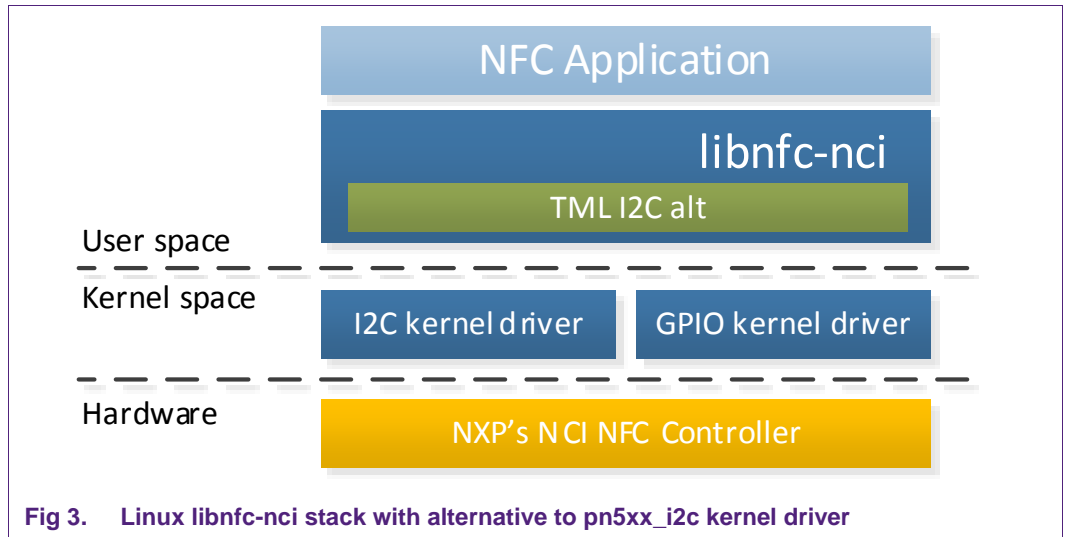 NFC Application
libnfc-nci
TML I2C alt
User space
Kernel space
I2C kernel driver
GPIO kernel driver
Hardware
NXP's NCI NFC Controller
Fig 3. Linux libnfc-nci stack with alternative to pn5xx_i2c kernel driver